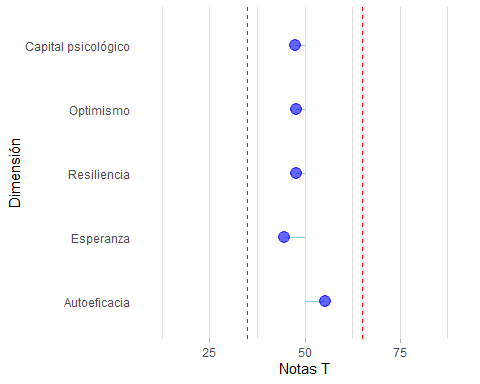 Capital psicológico
Optimismo
Resiliencia
Esperanza
Autoeficacia
Dimensión
25
50
75
Notas T